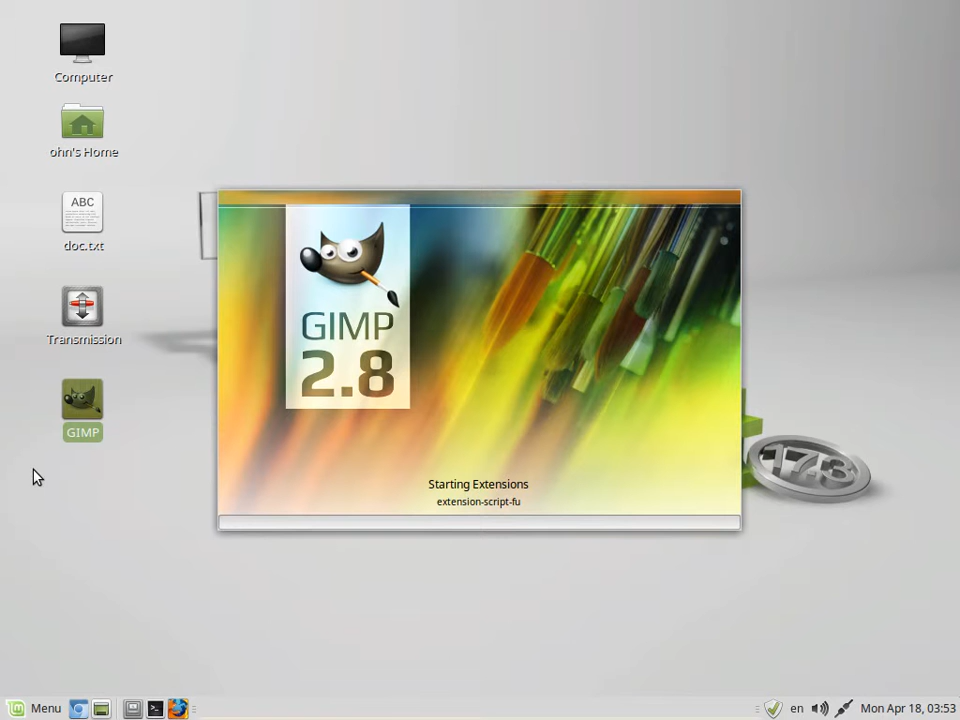 Computer
ohn's Home
ABC
doc.txt
Transmission
GIMP
GIMP
2.8
Starting Extensions
extension-script-fu
17.3
Menu
en
Mon Apr 18, 03:53